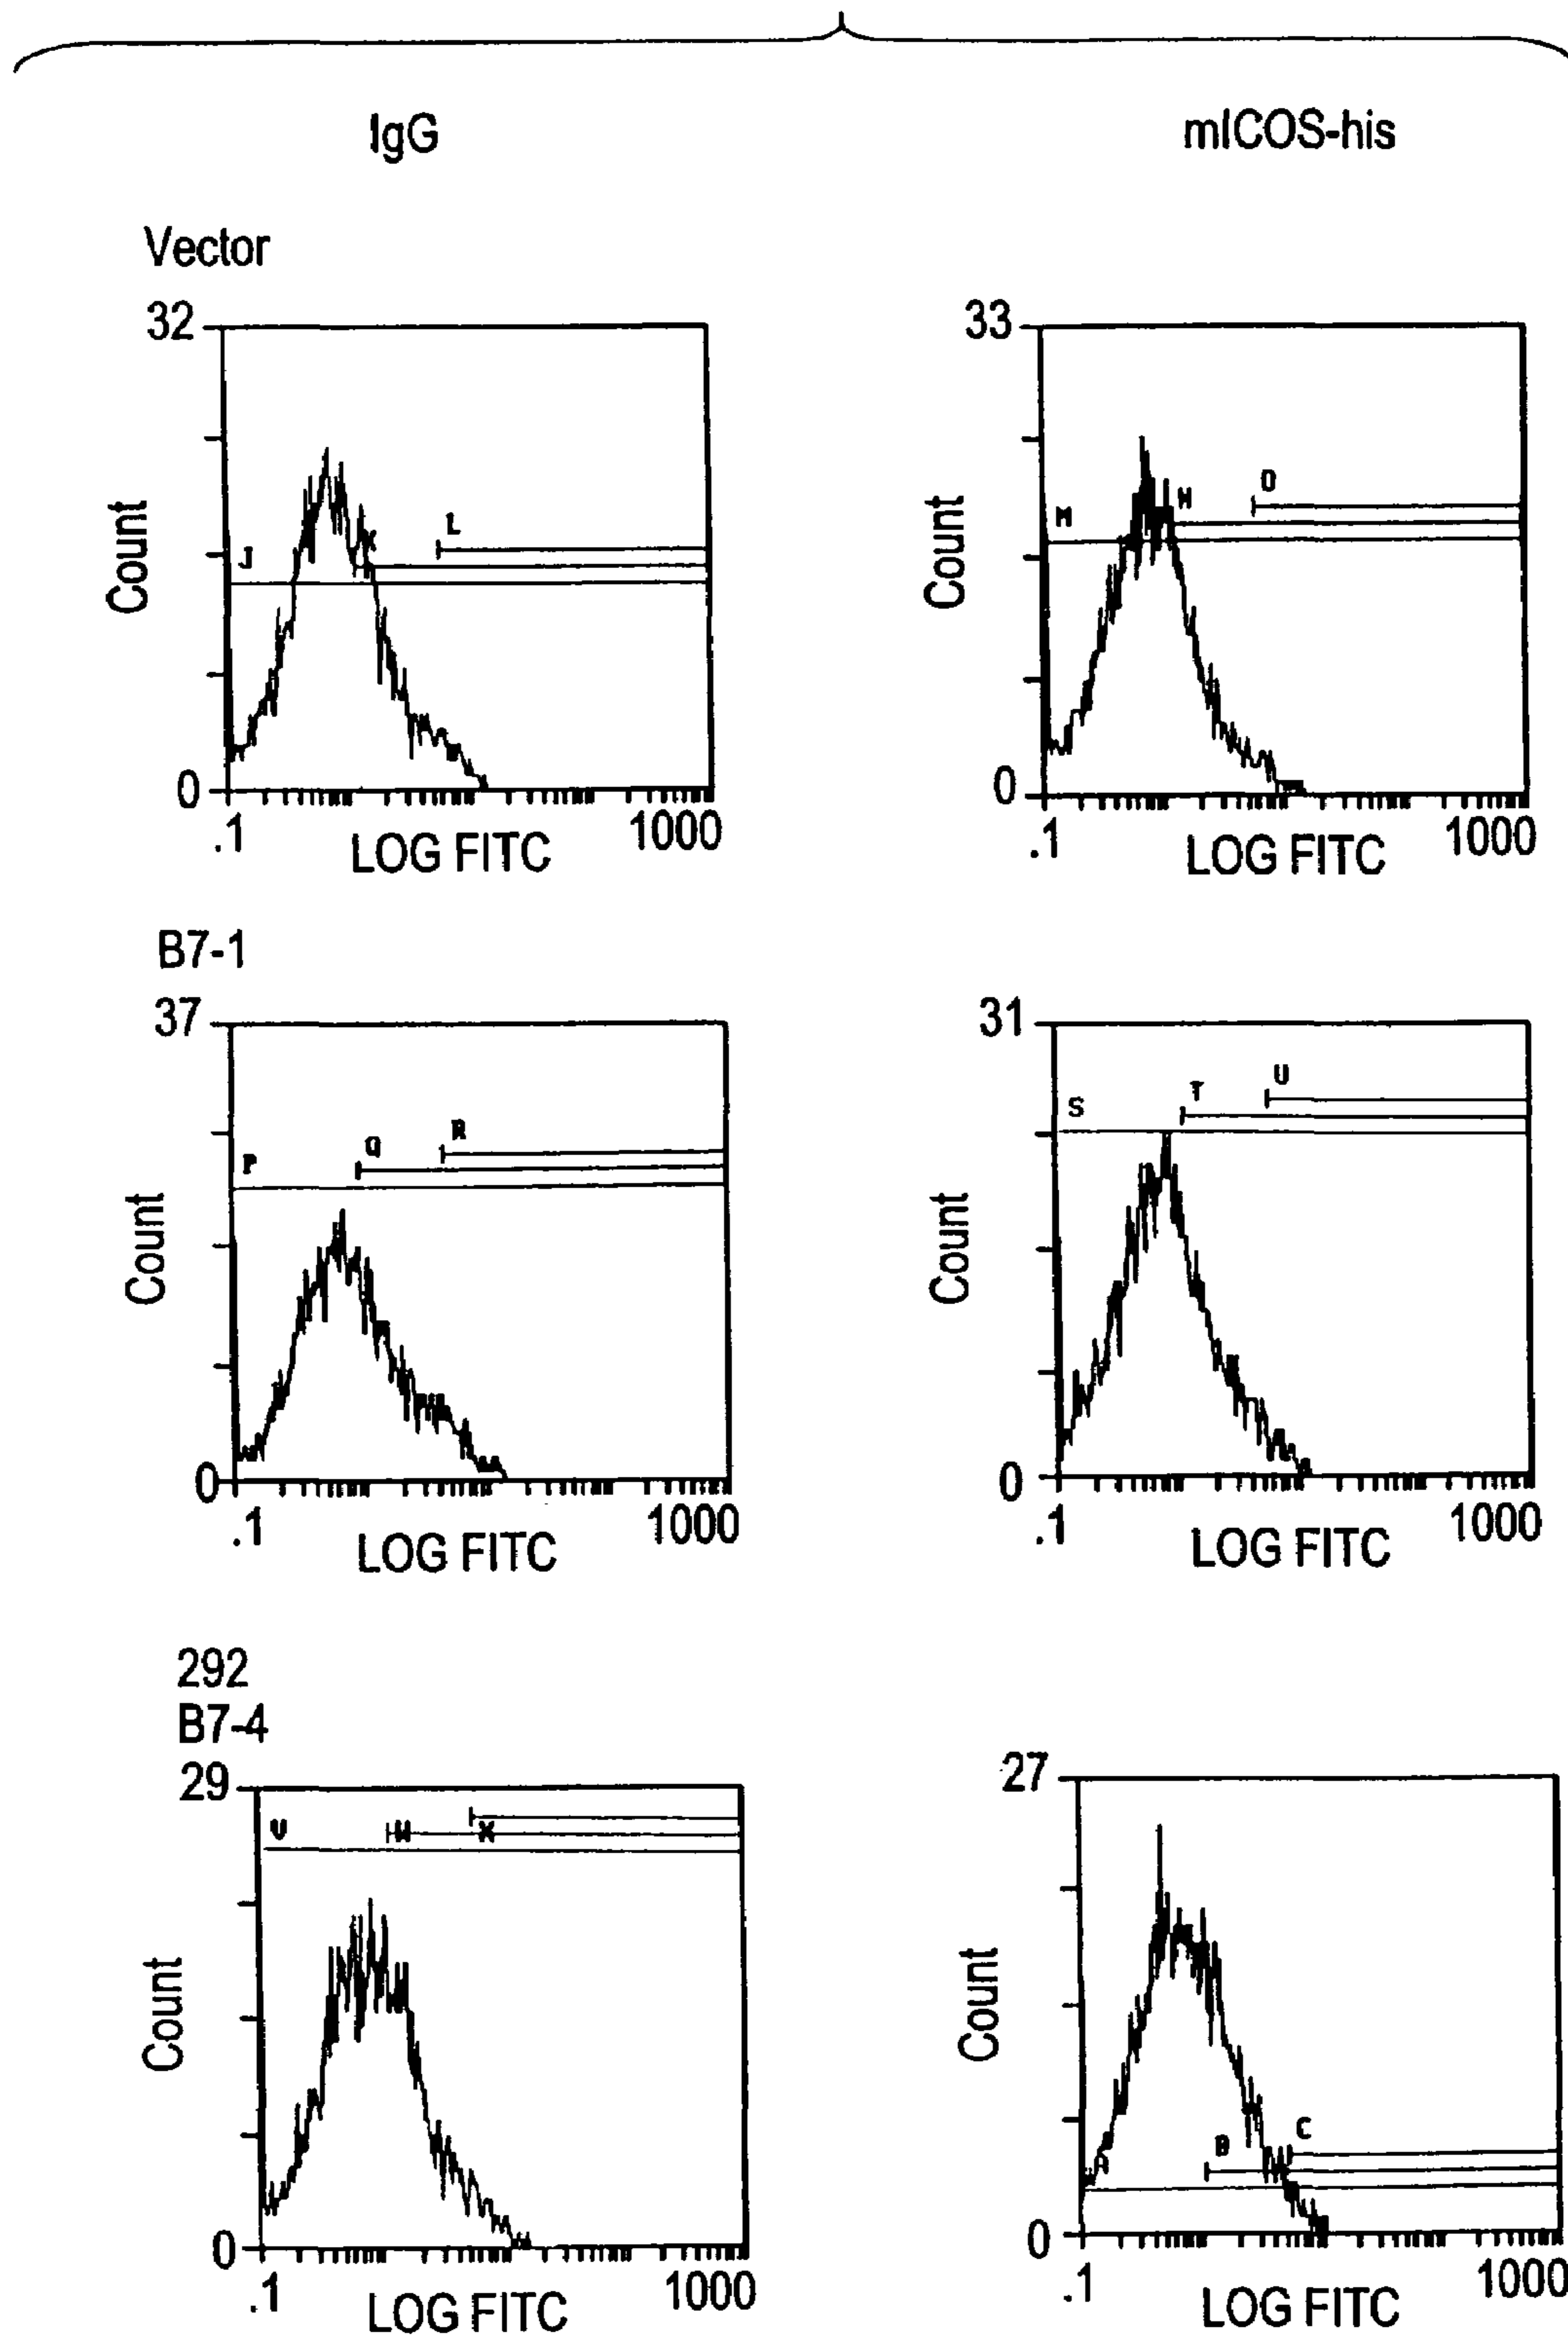 IgG mICOS-his
Vector
32 33
Count J K L Count M N O
0 0
.1 1000 .1 1000
LOG FITC LOG FITC
B7-1
37 31
Count P Q R Count S T U
0 0
.1 1000 .1 1000
LOG FITC LOG FITC
292
B7-4
29 27
Count V W X Count A B C
0 0
.1 1000 .1 1000
LOG FITC LOG FITC